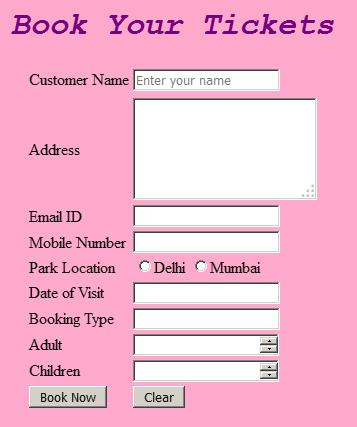 Book Your Tickets
Customer Name Enter your name
Address
Email ID
Mobile Number
Park Location Delhi Mumbai
Date of Visit
Booking Type
Adult
Children
Book Now Clear